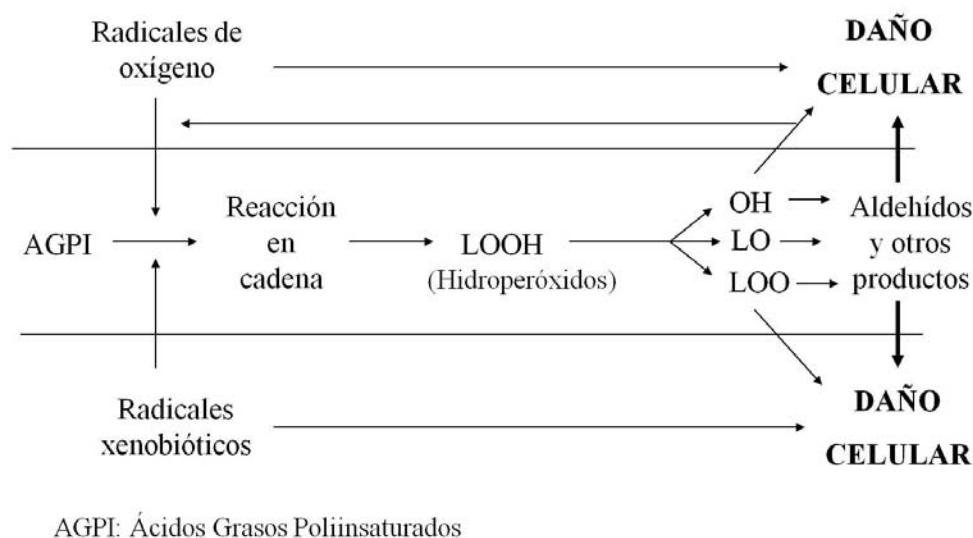 Radicales de
oxígeno
DAÑO
CELULAR
AGPI
Reacción
en
cadena
LOOH
(Hidroperóxidos)
OH
LO
LOO
Aldehídos
y otros
productos
Radicales
xenobióticos
DAÑO
CELULAR
AGPI: Ácidos Grasos Poliinsaturados